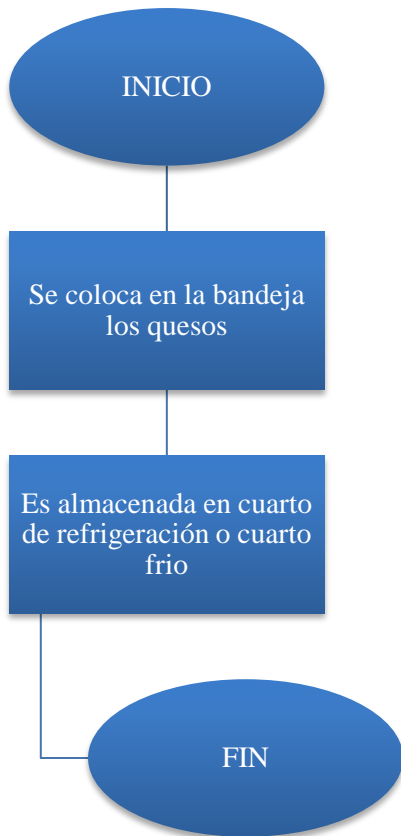 INICIO
Se coloca en la bandeja
los quesos
Es almacenada en cuarto
de refrigeración o cuarto
frio
FIN